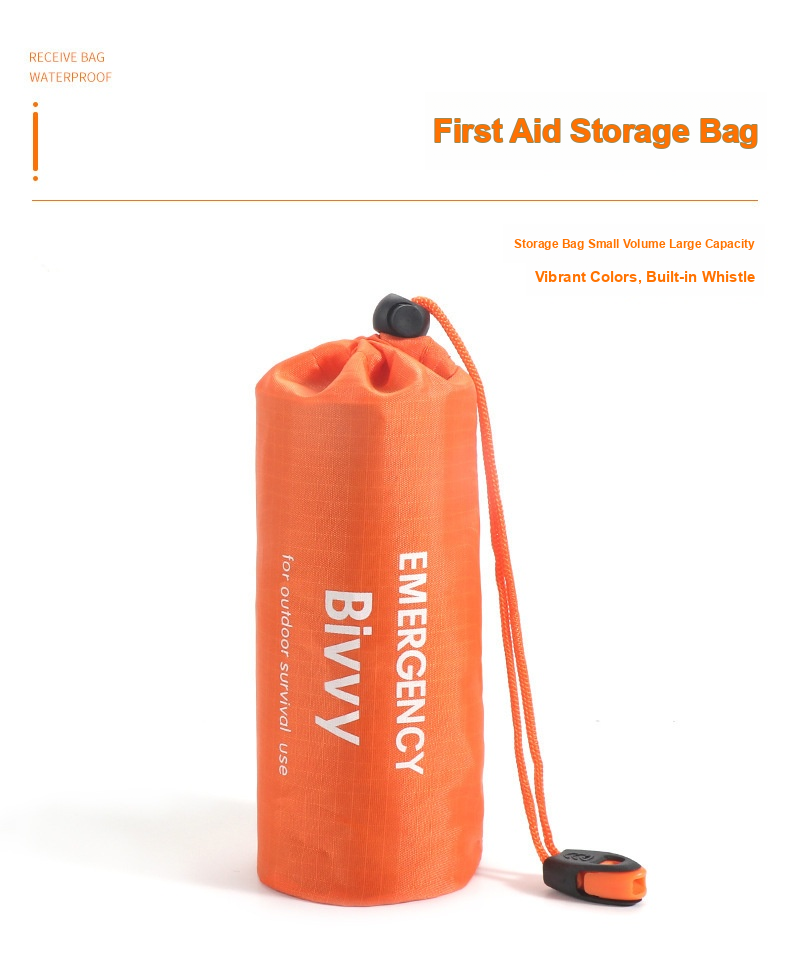 RECEIVE BAG
WATERPROOF
First Aid Storage Bag
Storage Bag Small Volume Large Capacity
Vibrant Colors, Built-in Whistle
EMERGENCY
Bivvy
for outdoor survival use